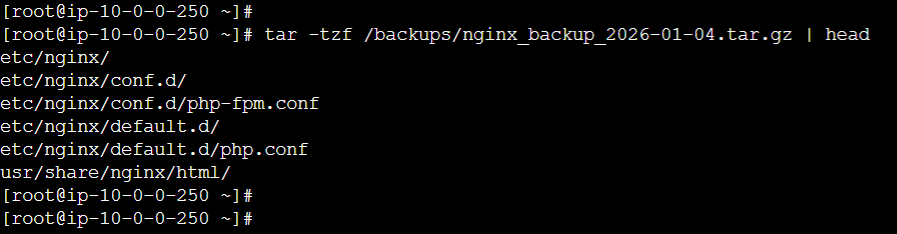 [root@ip-10-0-0-250 ~]#
[root@ip-10-0-0-250 ~]# tar -tzf /backups/nginx_backup_2026-01-04.tar.gz | head
etc/nginx/
etc/nginx/conf.d/
etc/nginx/conf.d/php-fpm.conf
etc/nginx/default.d/
etc/nginx/default.d/php.conf
usr/share/nginx/html/
[root@ip-10-0-0-250 ~]#
[root@ip-10-0-0-250 ~]#